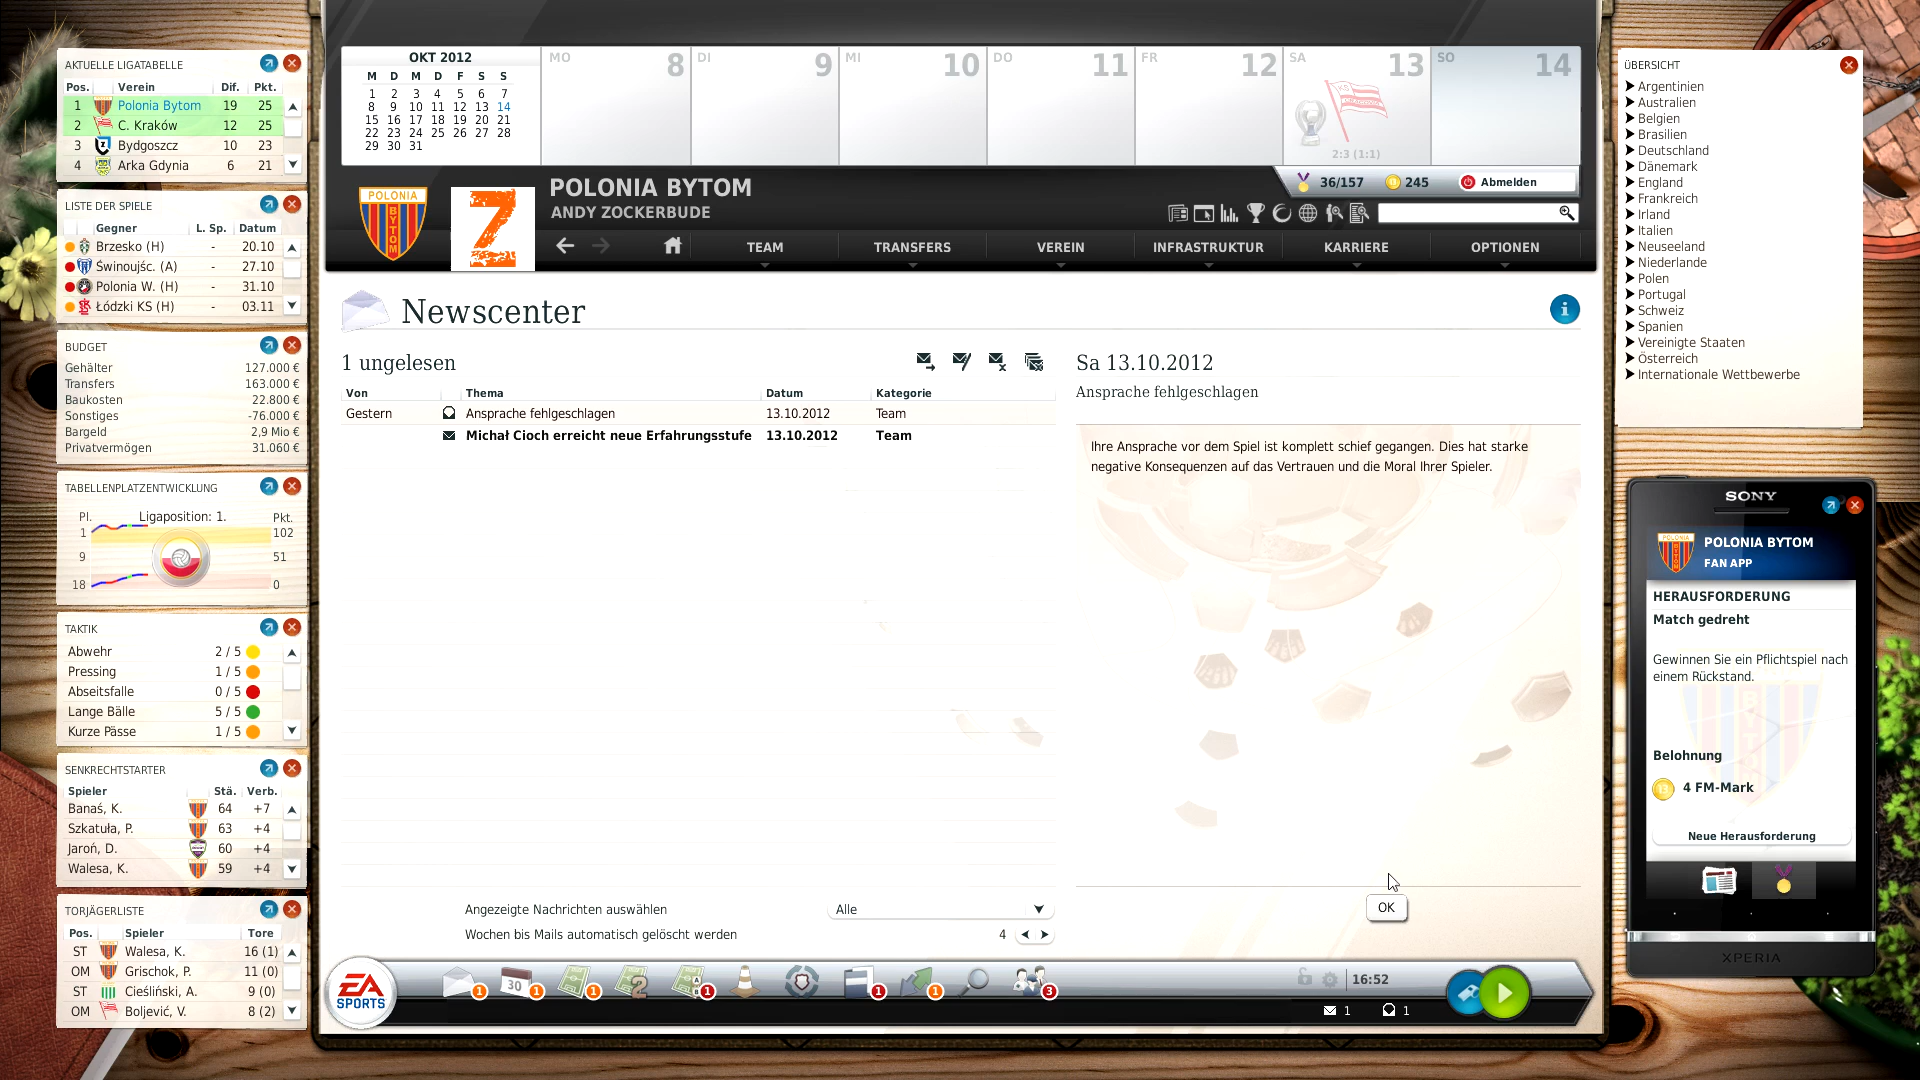 AKTUELLE LIGATABELLE
Pos. Verein Dif. Pkt.
1 Polonia Bytom 19 25
2 C. Kraków 12 25
3 Bydgoszcz 10 23
4 Arka Gdynia 6 21
LISTE DER SPIELE
Gegner L. Sp. Datum
Brzesko (H) - 20.10
Świnoujśc. (A) - 27.10
Polonia W. (H) - 31.10
Łódzki KS (H) - 03.11
BUDGET
Gehälter 127.000 €
Transfers 163.000 €
Baukosten 22.800 €
Sonstiges -76.000 €
Bargeld 2,9 Mio €
Privatvermögen 31.060 €
TABELLENPLATZENTWICKLUNG
Pl. Ligaposition: 1. Pkt.
1 102
9 51
18 0
TAKTIK
Abwehr 2 / 5
Pressing 1 / 5
Abseitsfalle 0 / 5
Lange Bälle 5 / 5
Kurze Pässe 1 / 5
SENKRECHTSTARTER
Spieler Stä. Verb.
Banaś, K. 64 +7
Szkatuła, P. 63 +4
Jaroń, D. 60 +4
Walesa, K. 59 +4
TORJÄGERLISTE
Pos. Spieler Tore
ST Walesa, K. 16 (1)
OM Grischok, P. 11 (0)
ST Cieśliński, A. 9 (0)
OM Boljević, V. 8 (2)
OKT 2012
M D M D F S S
1 2 3 4 5 6 7
8 9 10 11 12 13 14
15 16 17 18 19 20 21
22 23 24 25 26 27 28
29 30 31
MO 8 DI 9 MI 10 DO 11 FR 12 SA 13 SO 14
2:3 (1:1)
POLONIA
BYTOM
Z
POLONIA BYTOM
ANDY ZOCKERBUDE
36/157 245 Abmelden
TEAM TRANSFERS VEREIN INFRASTRUKTUR KARRIERE OPTIONEN
Newscenter
1 ungelesen
Von Thema Datum Kategorie
Gestern Ansprache fehlgeschlagen 13.10.2012 Team
Michał Cioch erreicht neue Erfahrungsstufe 13.10.2012 Team
Sa 13.10.2012
Ansprache fehlgeschlagen
Ihre Ansprache vor dem Spiel ist komplett schief gegangen. Dies hat starke
negative Konsequenzen auf das Vertrauen und die Moral Ihrer Spieler.
Angezeigte Nachrichten auswählen Alle
Wochen bis Mails automatisch gelöscht werden 4
OK
EA
SPORTS
1 30 1 1 2 1 1 1 3
16:52
1 1
ÜBERSICHT
Argentinien
Australien
Belgien
Brasilien
Deutschland
Dänemark
England
Frankreich
Irland
Italien
Neuseeland
Niederlande
Polen
Portugal
Schweiz
Spanien
Vereinigte Staaten
Österreich
Internationale Wettbewerbe
SONY
POLONIA BYTOM
FAN APP
HERAUSFORDERUNG
Match gedreht
Gewinnen Sie ein Pflichtspiel nach
einem Rückstand.
Belohnung
4 FM-Mark
Neue Herausforderung
XPERIA